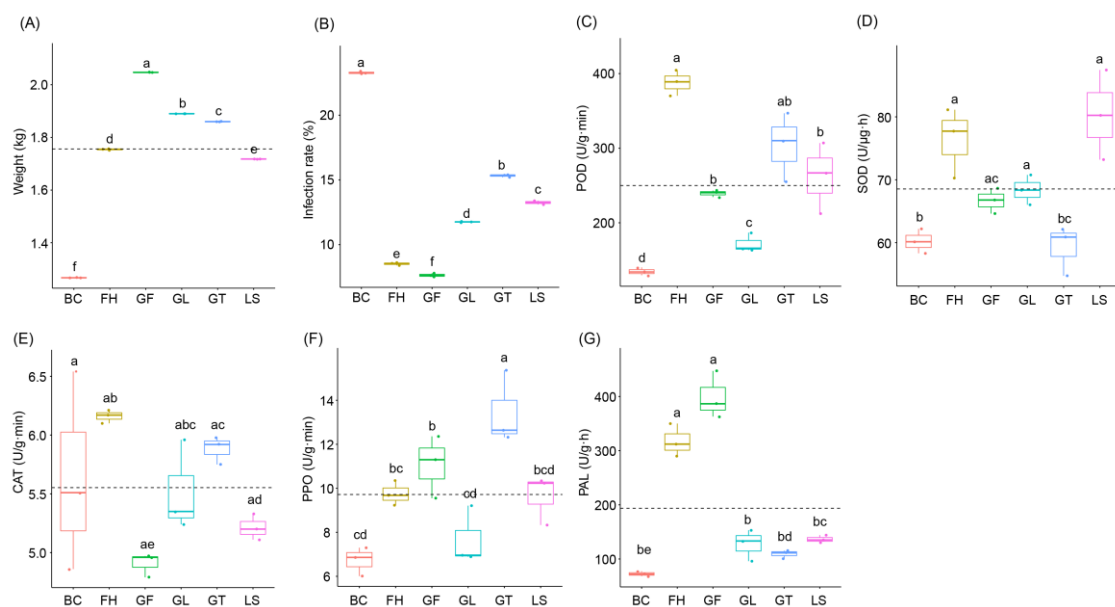 (A)
Weight (kg)
2.0
1.8
1.6
1.4
f
d
a
b
c
e
BC FH GF GL GT LS
(B)
Infection rate (%)
20
15
10
a
e
f
d
b
c
BC FH GF GL GT LS
(C)
POD (U/g·min)
400
300
200
d
a
b
c
ab
b
BC FH GF GL GT LS
(D)
SOD (U/μg·h)
80
70
60
b
a
ac
a
bc
a
BC FH GF GL GT LS
(E)
CAT (U/g·min)
6.5
6.0
5.5
5.0
a
ab
ae
abc
ac
ad
BC FH GF GL GT LS
(F)
PPO (U/g·min)
16
14
12
10
8
6
cd
bc
b
cd
a
bcd
BC FH GF GL GT LS
(G)
PAL (U/g·h)
400
300
200
100
be
a
a
b
bd
bc
BC FH GF GL GT LS